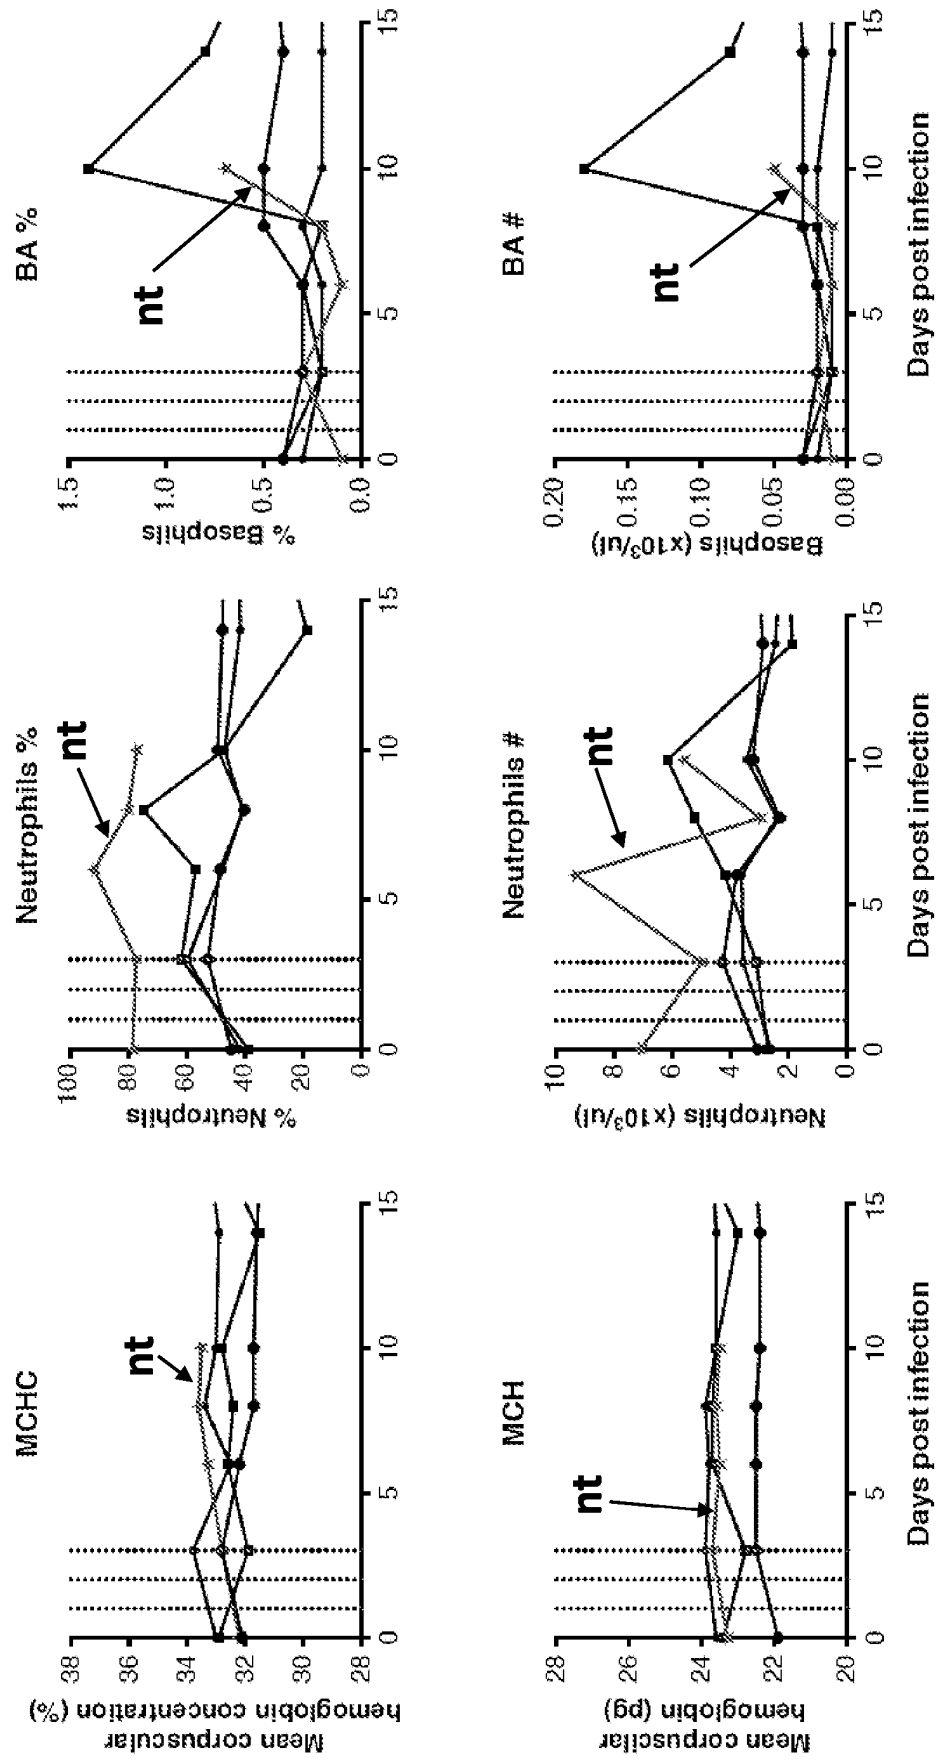 MCHC
nt
Mean corpuscular
hemoglobin concentration (%)
38
36
34
32
30
28
0
5
10
15
Neutrophils %
nt
% Neutrophils
100
80
60
40
20
0
0
5
10
15
BA %
nt
% Basophils
1.5
1.0
0.5
0.0
0
5
10
15
MCH
nt
Mean corpuscilar
hemoglobin (pg)
28
26
24
22
20
0
5
10
15
Days post infection
Neutrophils #
nt
Neutrophils (x10³/ul)
10
8
6
4
2
0
0
5
10
15
Days post infection
BA #
nt
Basophils (x10³/ul)
0.20
0.15
0.10
0.05
0.00
0
5
10
15
Days post infection